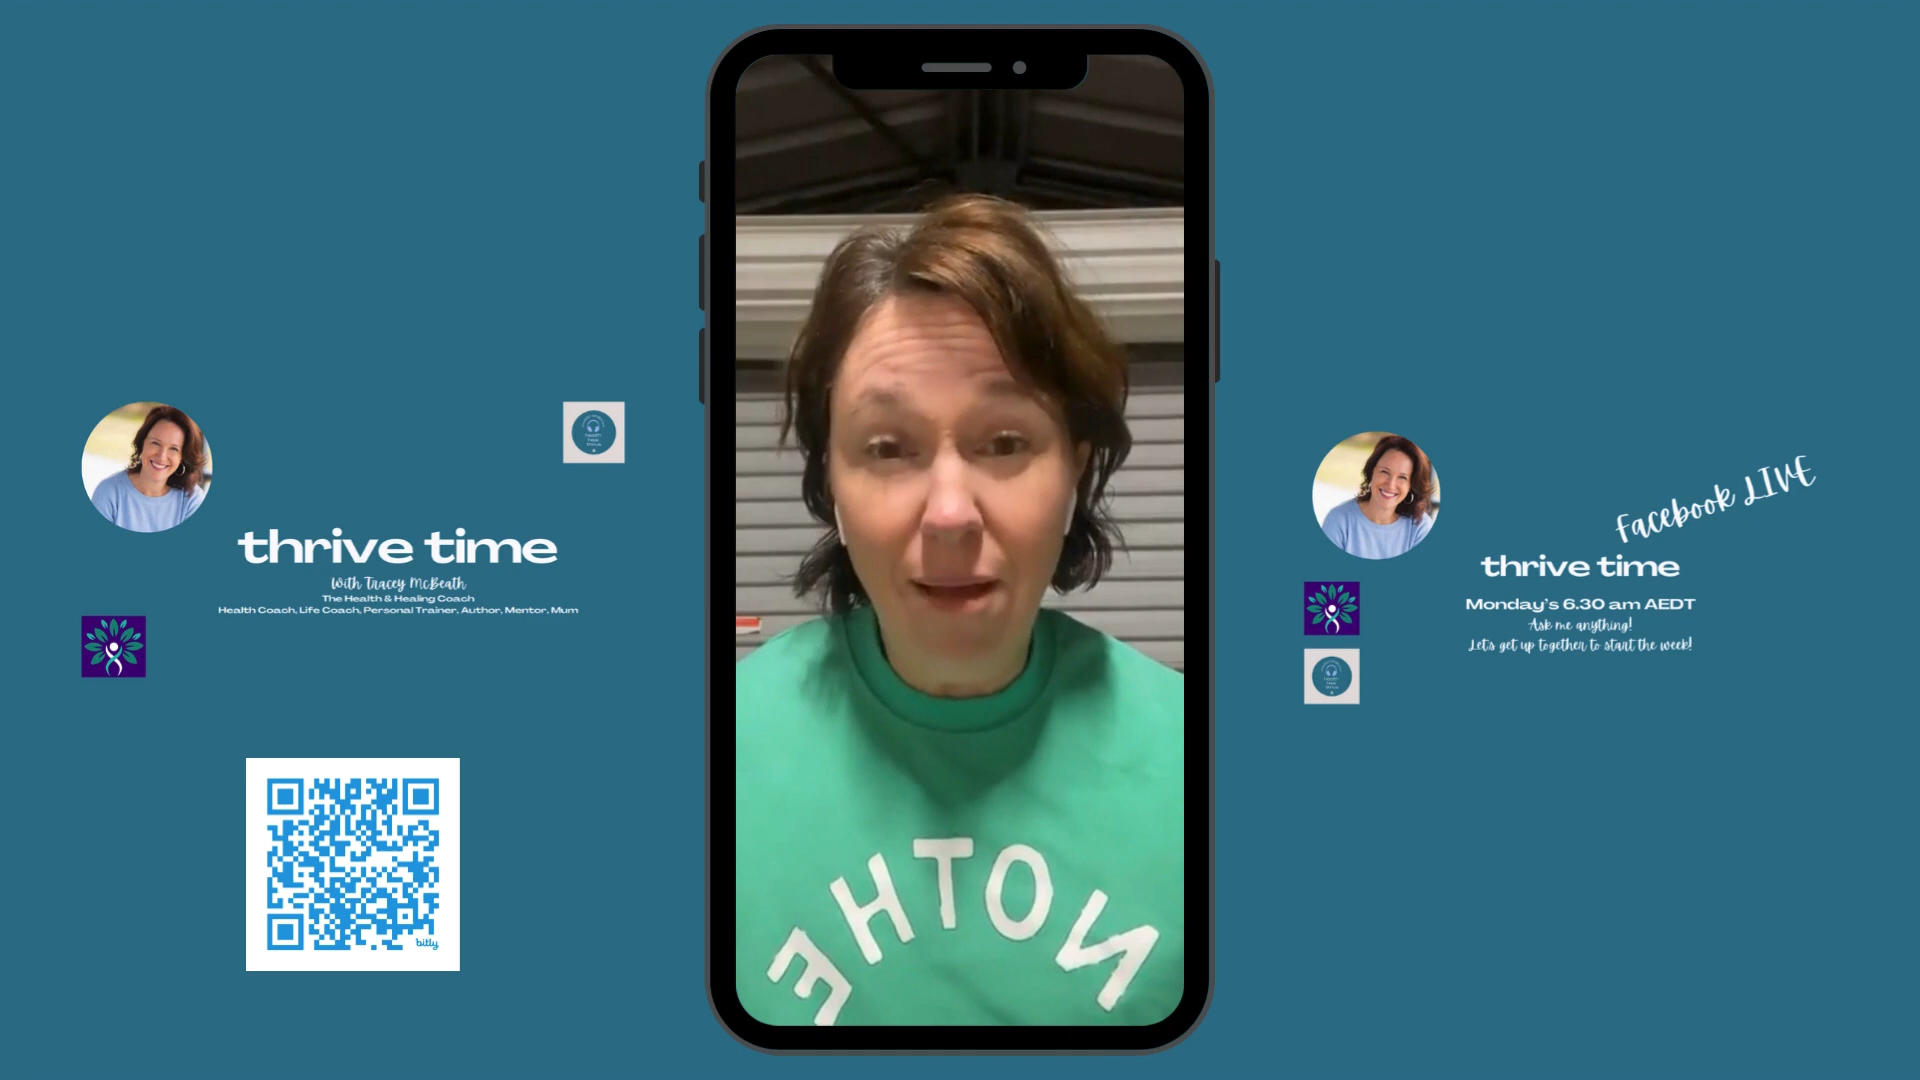 thrive time
With Tracey McBeath
The Health & Healing Coach
Health Coach, Life Coach, Personal Trainer, Author, Mentor, Mum
bitly
EHTON
Facebook LIVE
thrive time
Monday's 6.30 am AEDT
Ask me anything!
Let's get up together to start the week!